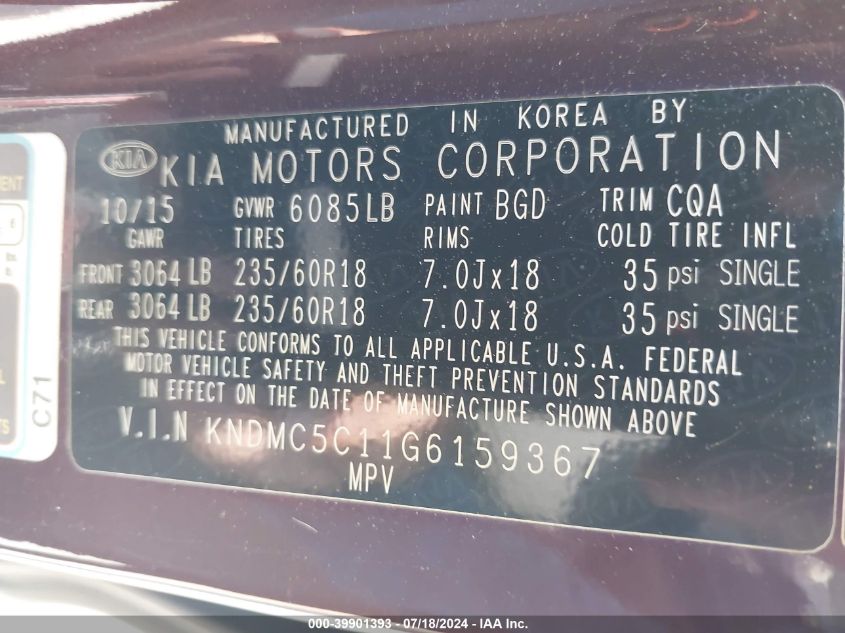 MANUFACTURED IN KOREA BY
KIA KIA MOTORS CORPORATION
10/15 GVWR 6085LB PAINT BGD TRIM CQA
GAWR TIRES RIMS COLD TIRE INFL
FRONT 3064 LB 235/60R18 7.0Jx18 35 psi SINGLE
REAR 3064 LB 235/60R18 7.0Jx18 35 psi SINGLE
THIS VEHICLE CONFORMS TO ALL APPLICABLE U.S.A. FEDERAL
MOTOR VEHICLE SAFETY AND THEFT PREVENTION STANDARDS
IN EFFECT ON THE DATE OF MANUFACTURE SHOWN ABOVE
V.I.N KNDMC5C11G6159367
MPV
C71
000-39901393 - 07/18/2024 - IAA Inc.